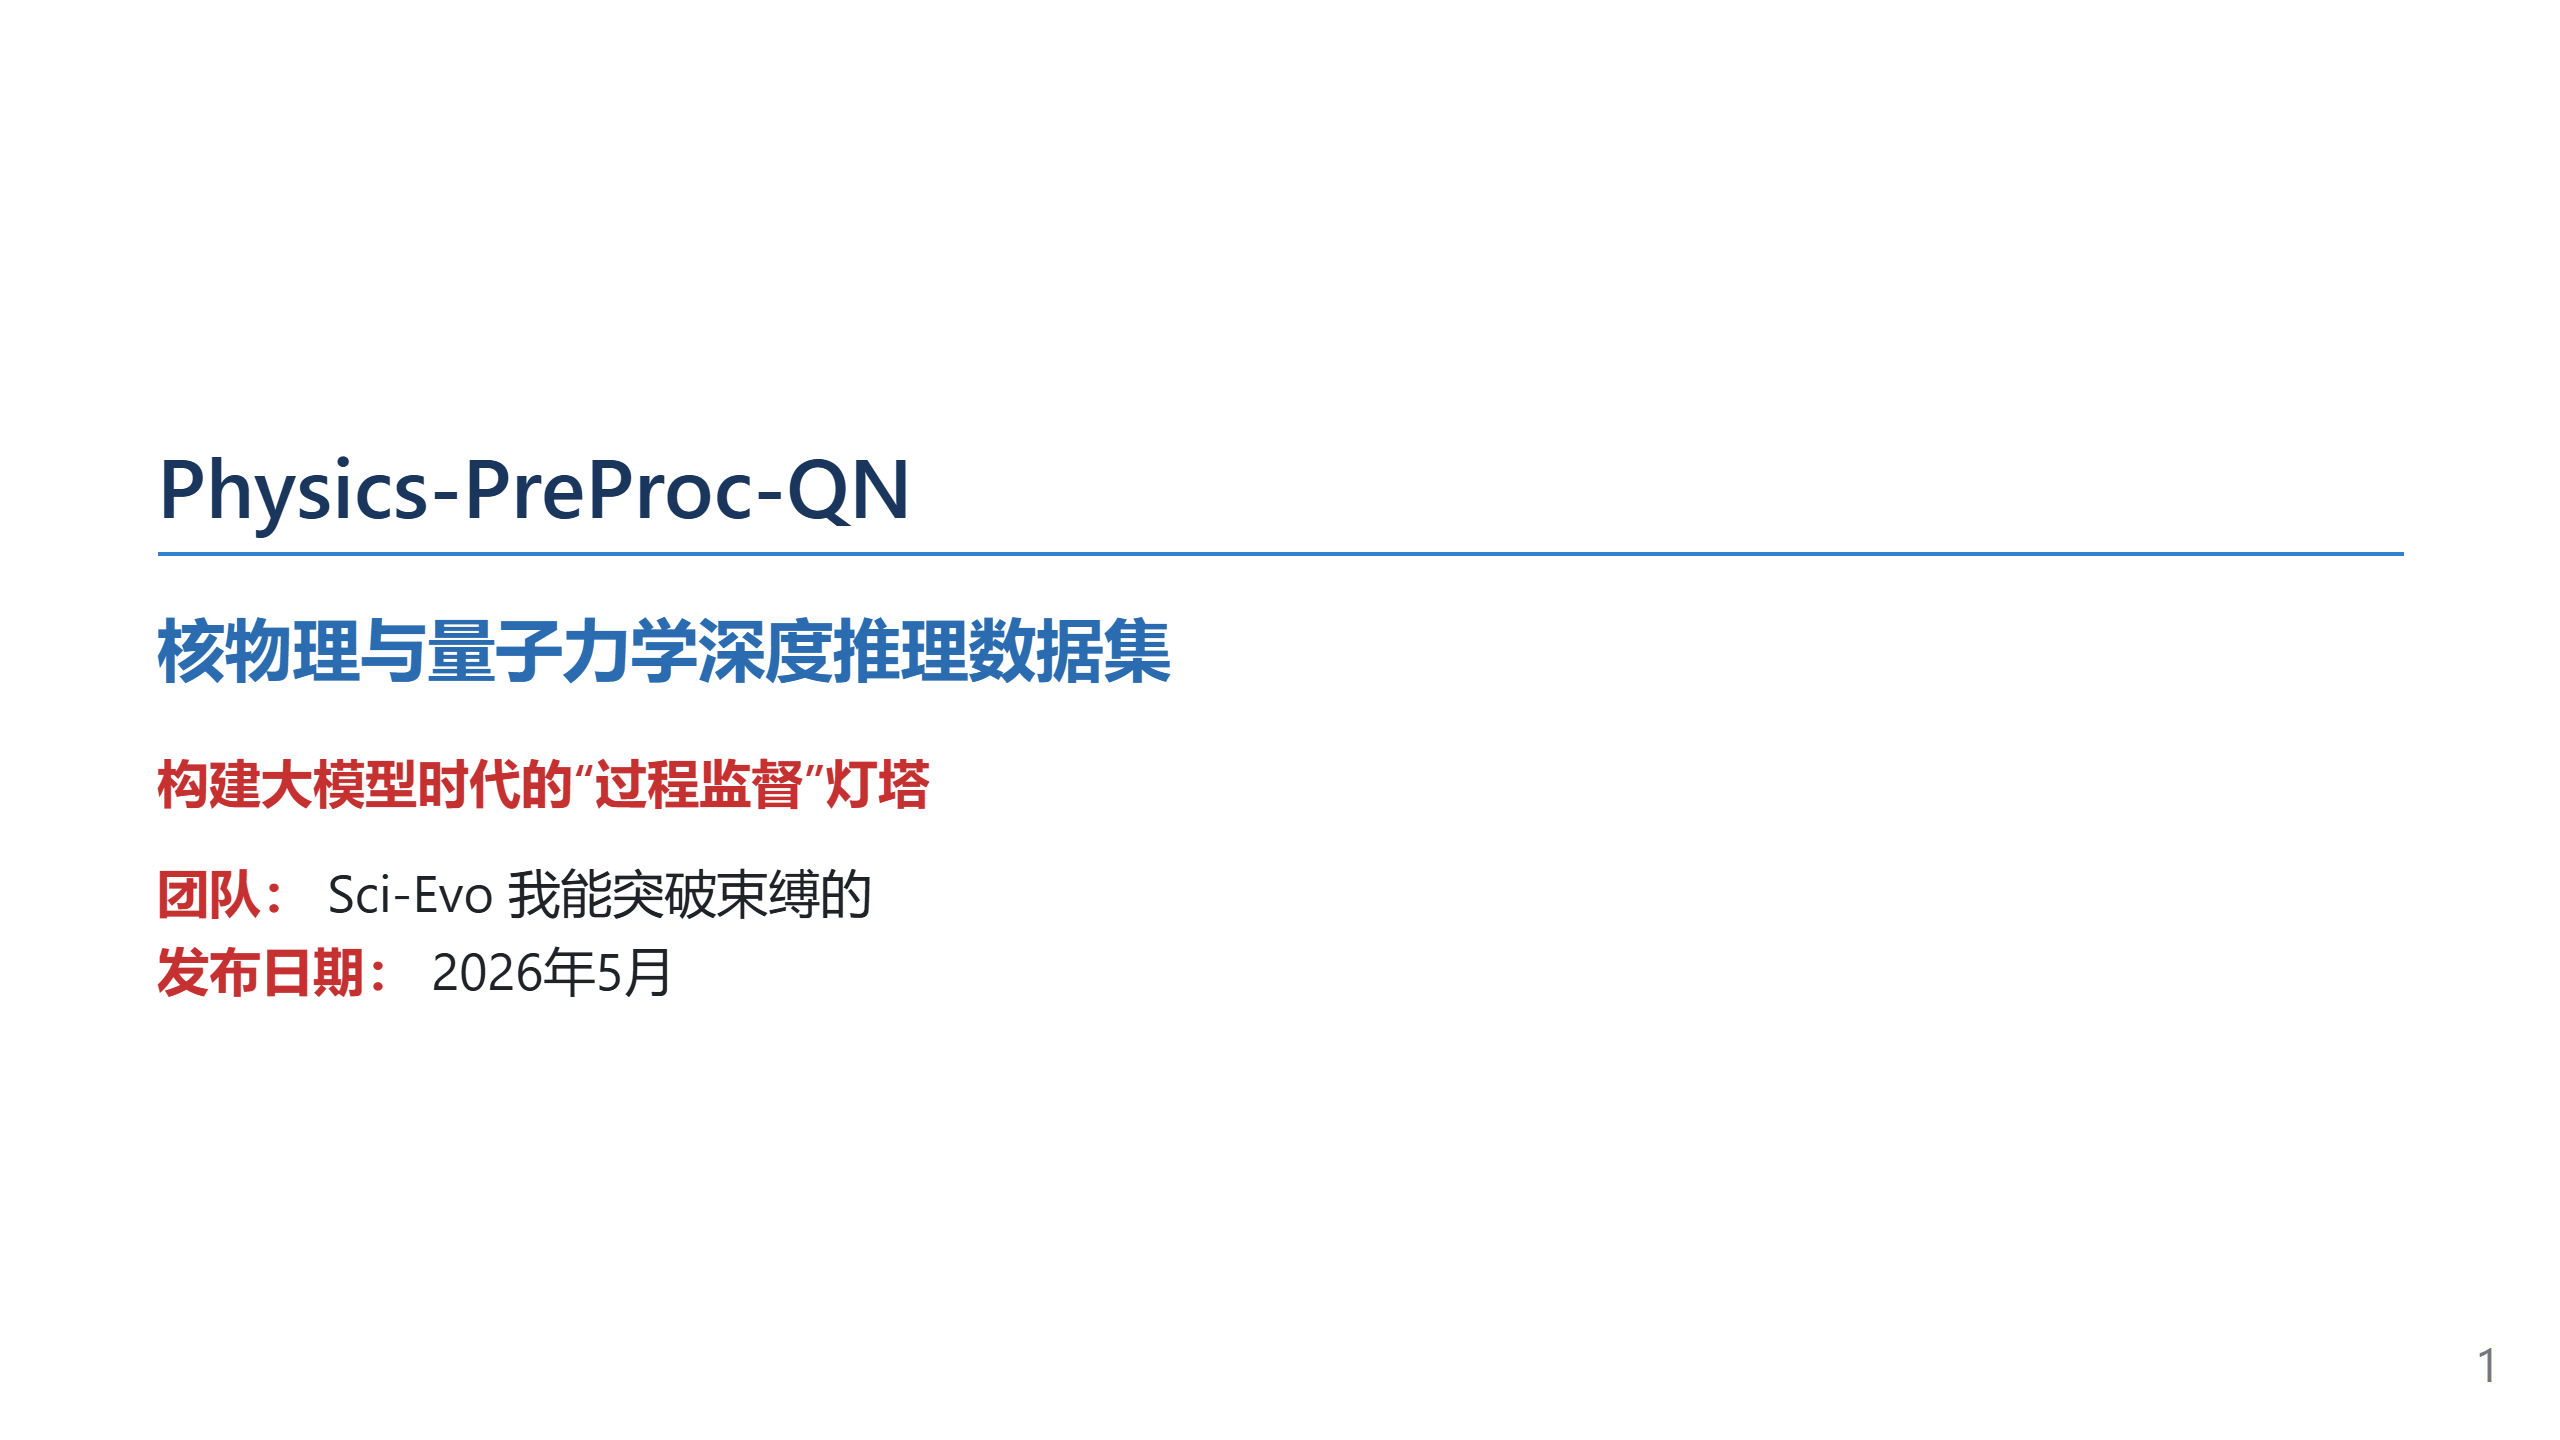 Physics-PreProc-QN
核物理与量子力学深度推理数据集
构建大模型时代的“过程监督”灯塔
团队： Sci-Evo 我能突破束缚的
发布日期： 2026年5月
1